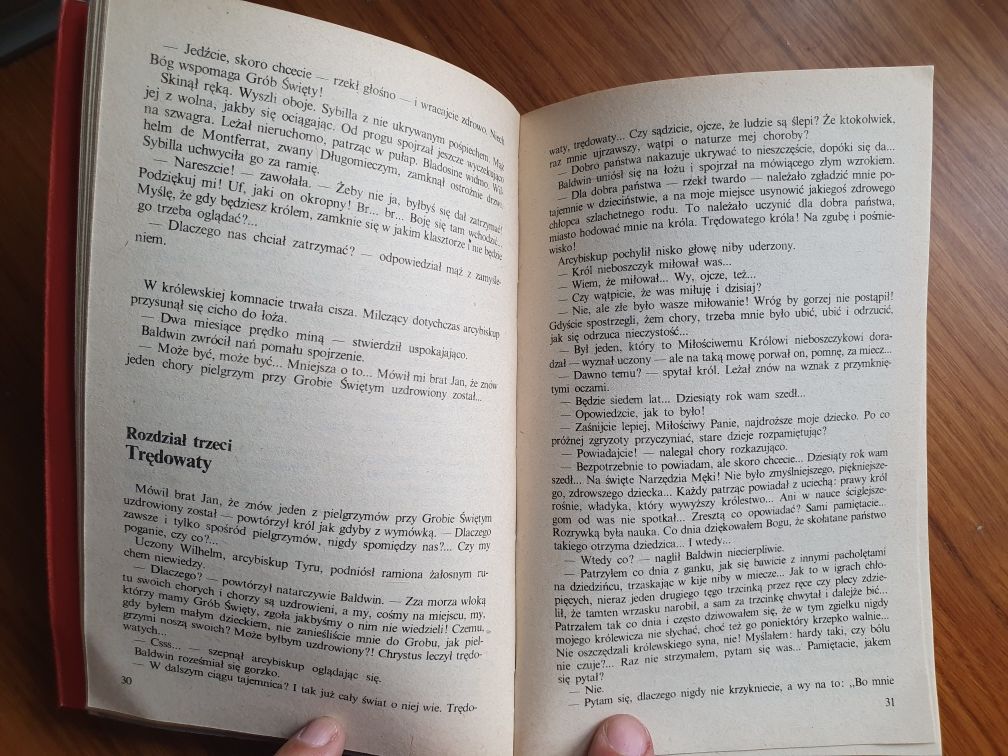 — Jedźcie, skoro chcecie — rzekł głośno — i wracajcie zdrowo. Niech
Bóg wspomaga Grób Święty!
Skinął ręką. Wyszli oboje. Sybilla z nie ukrywanym pośpiechem. Mąż
jej z wolna, jakby się ociągając. Od progu spojrzał jeszcze wyczekująco
na szwagra. Leżał nieruchomo, patrząc w pułap. Bladosine widmo. Wil-
helm de Montferrat, zwany Długomieczym, zamknął ostrożnie drzwi.
Sybilla uchwyciła go za ramię.
— Nareszcie! — zawołała. — Żeby nie ja, byłbyś się dał zatrzymać!
Podziękuj mi! Uf, jaki on okropny! Br... br... Boję się tam wchodzić...
Myślę, że gdy będziesz królem, zamknie się w jakim klasztorze i nie będzie
go trzeba oglądać?...
— Dlaczego nas chciał zatrzymać? — odpowiedział mąż z zamyśle-
niem.
W królewskiej komnacie trwała cisza. Milczący dotychczas arcybiskup
przysunął się cicho do łoża.
— Dwa miesiące prędko miną — stwierdził uspokajająco.
Baldwin zwrócił nań pomału spojrzenie.
— Może być, może być... Mniejsza o to... Mówił mi brat Jan, że znów
jeden chory pielgrzym przy Grobie Świętym uzdrowiony został...
Rozdział trzeci
Trędowaty
Mówił brat Jan, że znów jeden z pielgrzymów przy Grobie Świętym
uzdrowiony został — powtórzył król jak gdyby z wymówką. — Dlaczego
zawsze i tylko spośród pielgrzymów, nigdy spomiędzy nas?... Czy my
poganie, czy co?...
Uczony Wilhelm, arcybiskup Tyru, podniósł ramiona żałosnym ru-
chem niewiedzy.
— Dlaczego? — powtórzył natarczywie Baldwin. — Zza morza wloką
tu swoich chorych i chorzy są uzdrowieni, a my, cośmy na miejscu, my,
którzy mamy Grób Święty, zgoła jakbyśmy o nim nie wiedzieli! Czemu,
gdy byłem małym dzieckiem, nie zanieśliście mnie do Grobu, jak piel-
grzymi noszą swoich? Może byłbym uzdrowiony?! Chrystus leczył trędo-
watych...
— Csss... — szepnął arcybiskup oglądając się.
Baldwin roześmiał się gorzko.
— W dalszym ciągu tajemnica? I tak już cały świat o niej wie. Trędo-
30
waty, trędowaty... Czy sądzicie, ojcze, że ludzie są ślepi? Że ktokolwiek,
raz mnie ujrzawszy, wątpi o naturze mej choroby?
— Dobro państwa nakazuje ukrywać to nieszczęście, dopóki się da...
Baldwin uniósł się na łożu i spojrzał na mówiącego złym wzrokiem.
— Dla dobra państwa — rzekł twardo — należało zgładzić mnie po-
tajemnie w dzieciństwie, a na moje miejsce usynowić jakiegoś zdrowego
chłopca szlachetnego rodu. To należało uczynić dla dobra państwa,
miasto hodować mnie na króla. Trędowatego króla! Na zgubę i pośmie-
wisko!
Arcybiskup pochylił nisko głowę niby uderzony.
— Król nieboszczyk miłował was...
— Wiem, że miłował... Wy, ojcze, też...
— Czy wątpicie, że was miłuję i dzisiaj?
— Nie, ale złe było wasze miłowanie! Wróg by gorzej nie postąpił!
Gdyście spostrzegli, żem chory, trzeba mnie było ubić, ubić i odrzucić,
jak się odrzuca nieczystość...
— Był jeden, który to Miłościwemu Królowi nieboszczykowi dora-
dzał — wyznał uczony — ale na taką mowę porwał on, pomnę, za miecz...
— Dawno temu? — spytał król. Leżał znów na wznak z przymknię-
tymi oczami.
— Będzie siedem lat... Dziesiąty rok wam szedł...
— Opowiedzcie, jak to było!
— Zaśnijcie lepiej, Miłościwy Panie, najdroższe moje dziecko. Po co
próżnej zgryzoty przyczyniać, stare dzieje rozpamiętując?
— Powiadajcie! — nalegał chory rozkazująco.
— Bezpotrzebnie to powiadam, ale skoro chcecie... Dziesiąty rok wam
szedł... Na święte Narzędzia Męki! Nie było zmyślniejszego, piękniejsze-
go, zdrowszego dziecka... Każdy patrząc powiadał z uciechą: prawy król
rośnie, władyka, który wywyższy królestwo... Ani w nauce ściglejsze-
gom od was nie spotkał... Zresztą co opowiadać? Sami pamiętacie...
Rozrywką była nauka. Co dnia dziękowałem Bogu, że skołatane państwo
takiego otrzyma dziedzica... I wtedy...
— Wtedy co? — naglił Baldwin niecierpliwie.
— Patrzyłem co dnia z ganku, jak się bawicie z innymi pacholętami
na dziedzińcu, trzaskając w kije niby w miecze... Jak to w igrach chło-
pięcych, nieraz jeden drugiego tęgo trzcinką przez ręce czy plecy zdzie-
lił, że tamten wrzasku narobił, a sam za trzcinkę chwytał i dalejże bić...
Patrzałem tak co dnia i często dziwowałem się, że w tym zgiełku nigdy
mojego królewicza nie słychać, choć też go poniektóry krzepko walnie...
Nie oszczędzali królewskiego syna, nie! Myślałem: hardy taki, czy bólu
nie czuje?... Raz nie strzymałem, pytam się was... Pamiętacie, jakem
się pytał?
— Nie.
— Pytam się, dlaczego nigdy nie krzykniecie, a wy na to: „Bo mnie
31